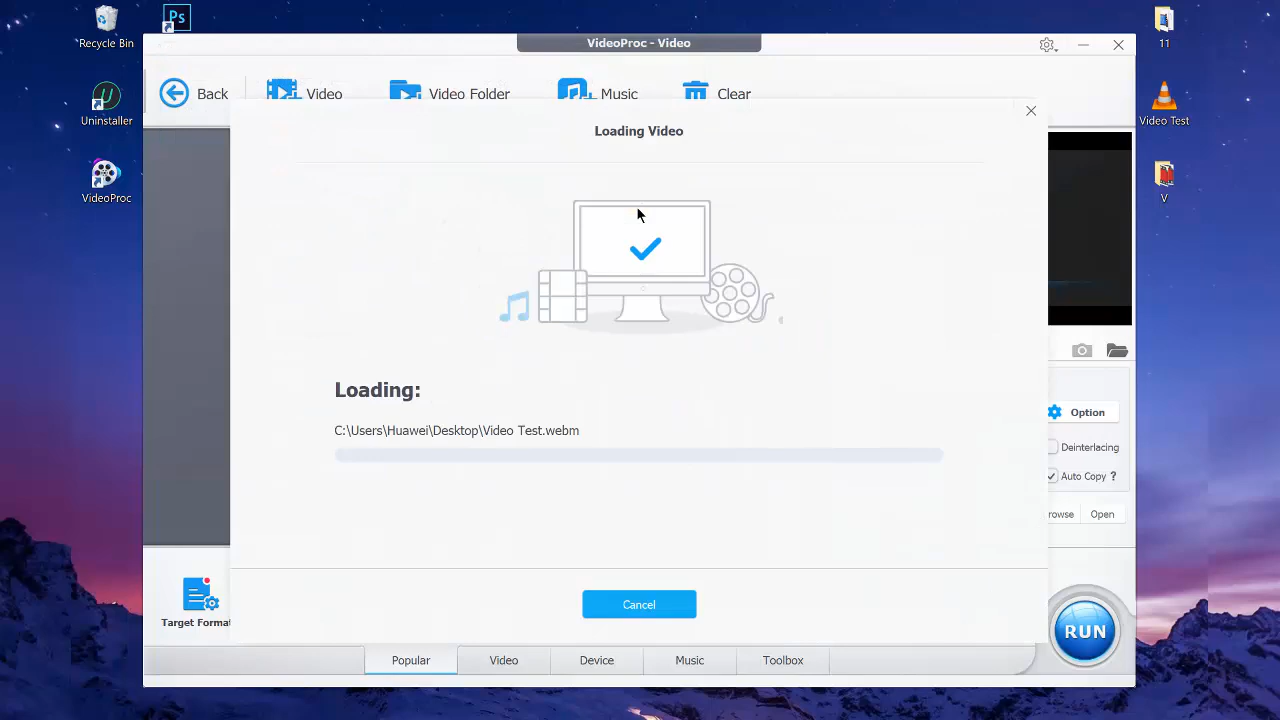 Recycle Bin
Ps
VideoProc - Video
11
Back
Video
Video Folder
Music
Clear
U
Uninstaller
Video Test
Loading Video
VideoProc
V
Loading:
C:\Users\Huawei\Desktop\Video Test.webm
Option
Deinterlacing
Auto Copy ?
rowse
Open
Cancel
Target Format
RUN
Popular
Video
Device
Music
Toolbox